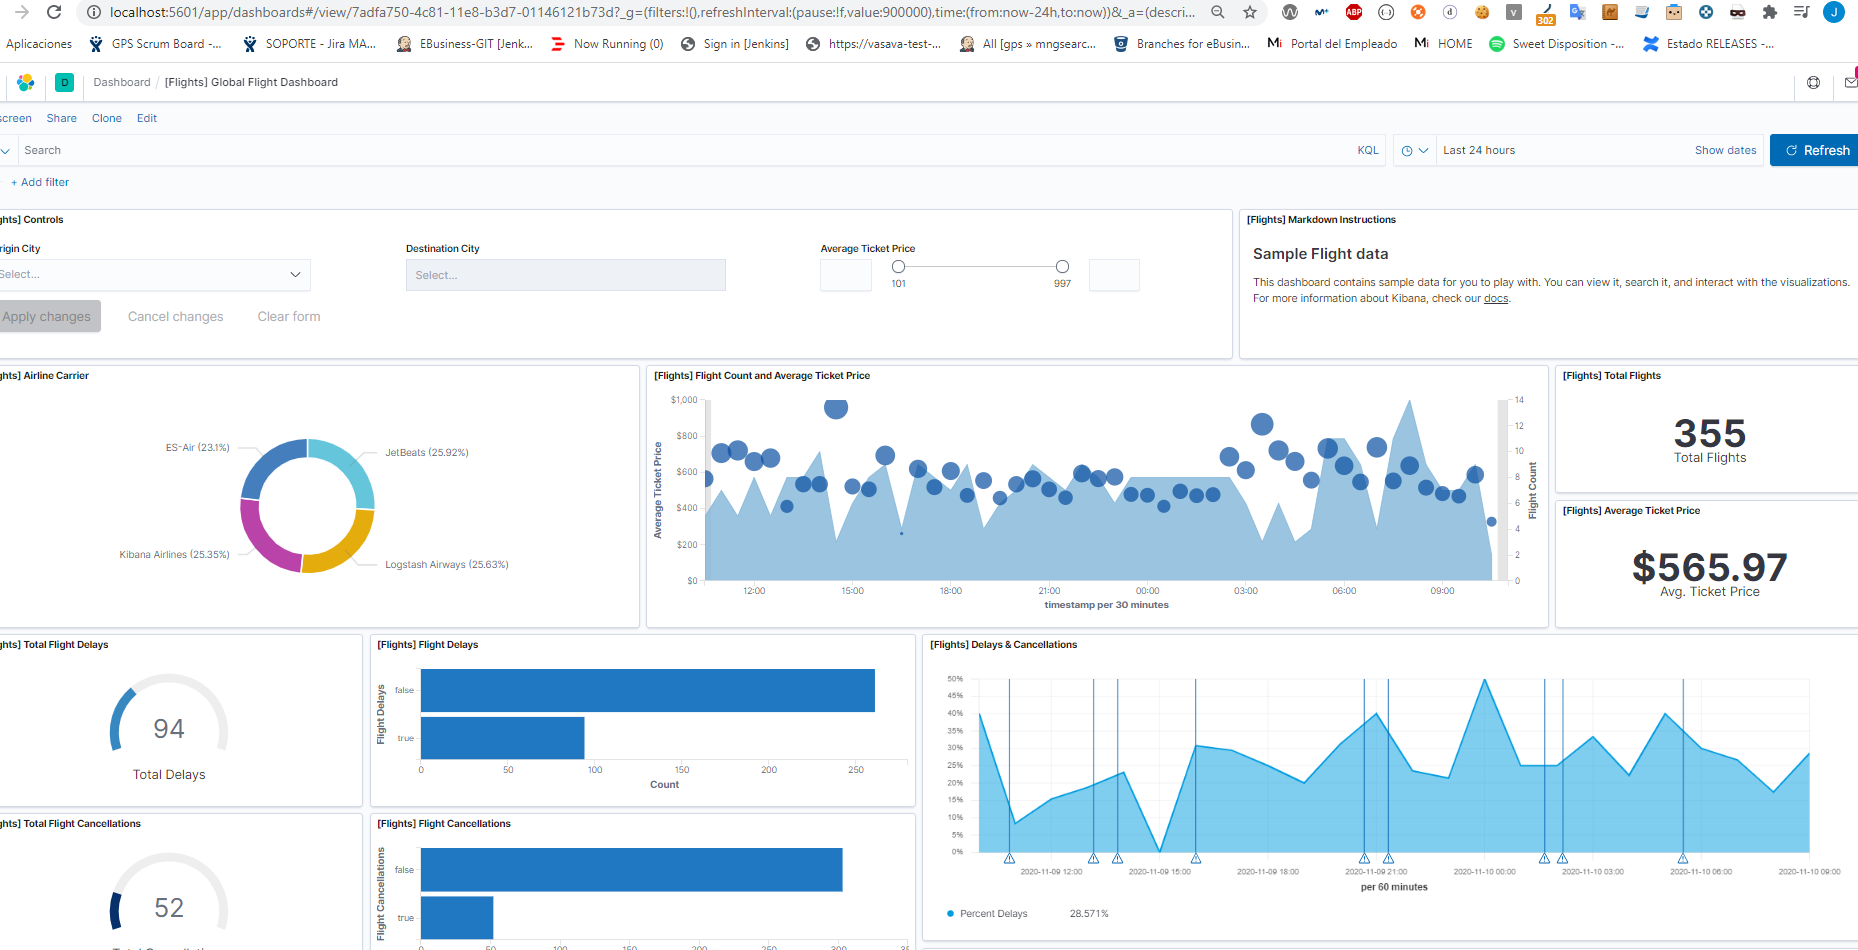 localhost:5601/app/dashboards#/view/7adfa750-4c81-11e8-b3d7-01146121b73d?_g=(filters:!(),refreshInterval:(pause:!f,value:900000),time:(from:now-24h,to:now))&_a=(descri...
ABP
d
V
302
J
Aplicaciones
GPS Scrum Board -...
SOPORTE - Jira MA...
EBusiness-GIT [Jenk...
Now Running (0)
Sign in [Jenkins]
https://vasava-test-...
All [gps » mngsearc...
Branches for eBusin...
Mi Portal del Empleado
Mi HOME
Sweet Disposition -...
Estado RELEASES -...
D
Dashboard / [Flights] Global Flight Dashboard
screen Share Clone Edit
Search
KQL
Last 24 hours
Show dates
Refresh
+ Add filter
ghts] Controls
rigin City
Select...
Destination City
Select...
Average Ticket Price
101
997
Apply changes
Cancel changes
Clear form
[Flights] Markdown Instructions
Sample Flight data
This dashboard contains sample data for you to play with. You can view it, search it, and interact with the visualizations.
For more information about Kibana, check our docs.
ghts] Airline Carrier
ES-Air (23.1%)
JetBeats (25.92%)
Kibana Airlines (25.35%)
Logstash Airways (25.63%)
[Flights] Flight Count and Average Ticket Price
Average Ticket Price
$1,000
$800
$600
$400
$200
$0
14
12
10
8
6
4
2
0
Flight Count
12:00
15:00
18:00
21:00
00:00
03:00
06:00
09:00
timestamp per 30 minutes
[Flights] Total Flights
355
Total Flights
[Flights] Average Ticket Price
$565.97
Avg. Ticket Price
ghts] Total Flight Delays
94
Total Delays
[Flights] Flight Delays
Flight Delays
false
true
0
50
100
150
200
250
Count
[Flights] Delays & Cancellations
50%
45%
40%
35%
30%
25%
20%
15%
10%
5%
0%
2020-11-09 12:00
2020-11-09 15:00
2020-11-09 18:00
2020-11-09 21:00
2020-11-10 00:00
2020-11-10 03:00
2020-11-10 06:00
2020-11-10 09:00
per 60 minutes
Percent Delays
28.571%
ghts] Total Flight Cancellations
52
[Flights] Flight Cancellations
Flight Cancellations
false
true
0
50
100
150
200
250
300